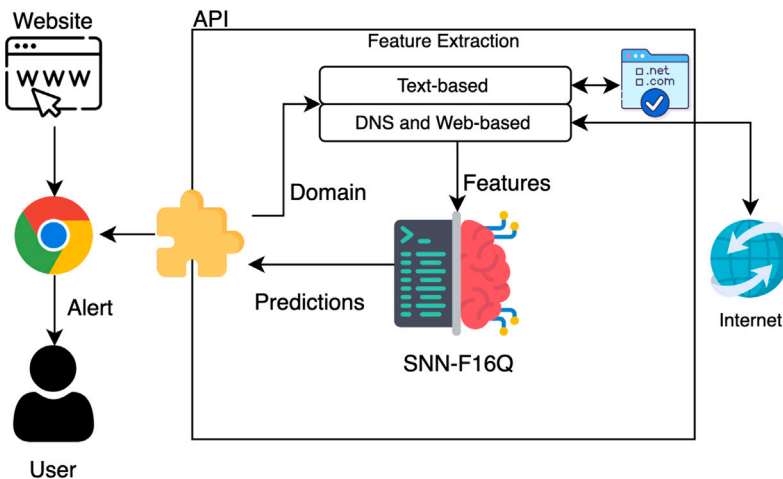 Website
API
Feature Extraction
WWW
Text-based
.net
.com
DNS and Web-based
Domain
Features
Predictions
Alert
Internet
SNN-F16Q
User